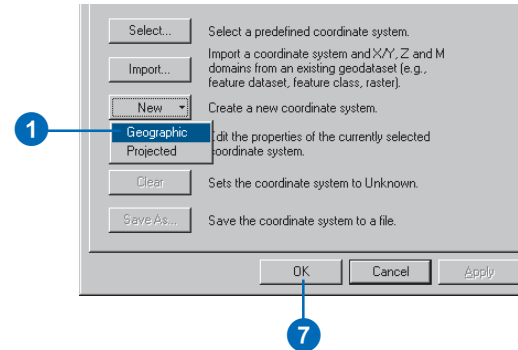 Select... Select a predefined coordinate system.
Import a coordinate system and X/Y, Z and M
Import... domains from an existing geodataset (e.g.,
feature dataset, feature class, raster).
New Create a new coordinate system.
1 Geographic dit the properties of the currently selected
Projected coordinate system.
Clear Sets the coordinate system to Unknown.
Save As... Save the coordinate system to a file.
OK Cancel Apply
7